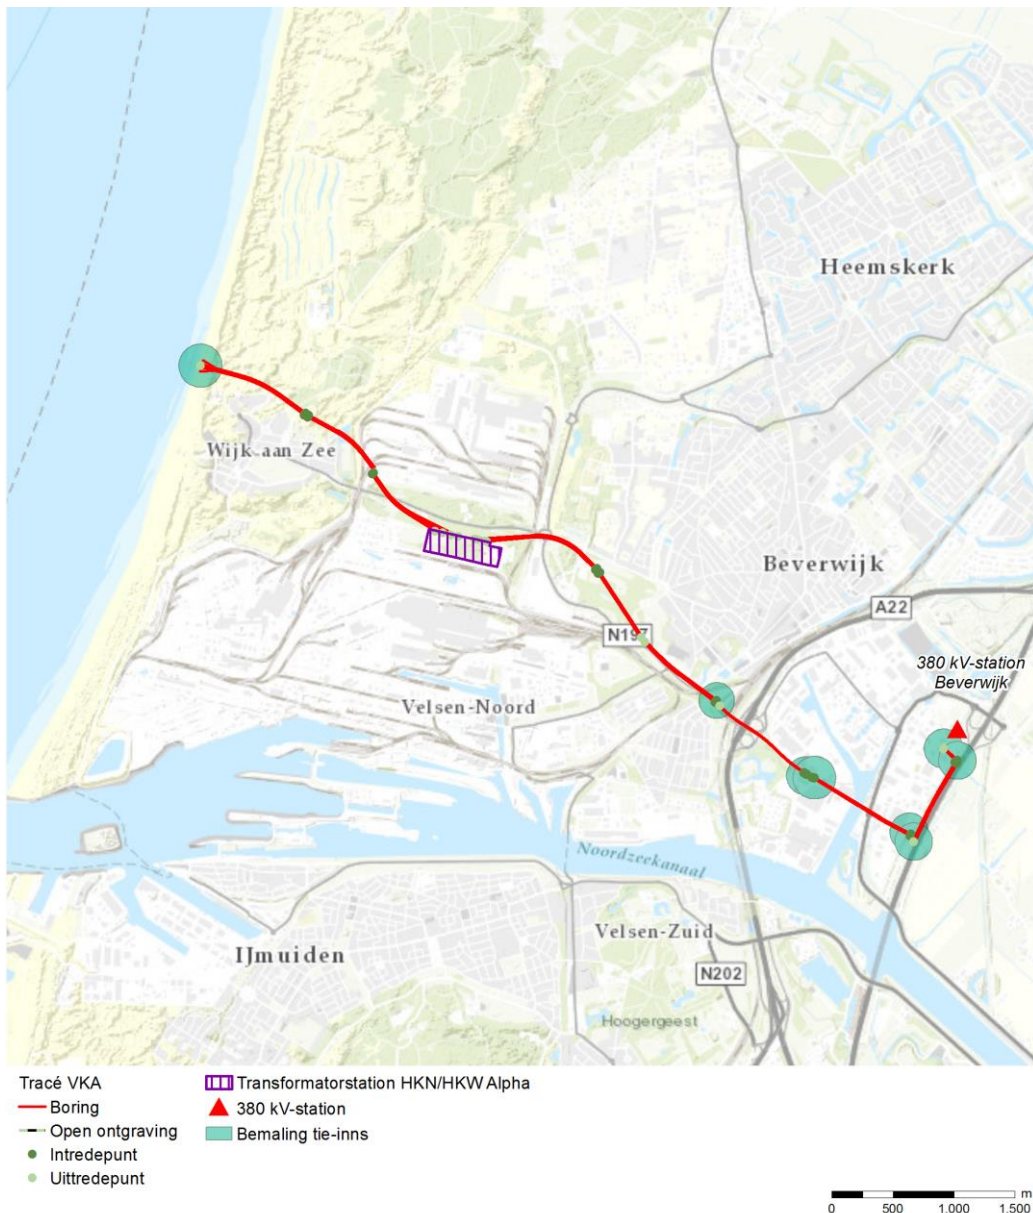 Heemskerk
Wijk aan Zee
Beverwijk
A22
N197
380 kV-station
Beverwijk
Velsen-Noord
Noordzeekanaal
Velsen-Zuid
IJmuiden
N202
Hoogergeest
Tracé VKA
Boring
Open ontgraving
Intredepunt
Uittredepunt
Transformatorstation HKN/HKW Alpha
380 kV-station
Bemaling tie-inns
m
0 500 1.000 1.500